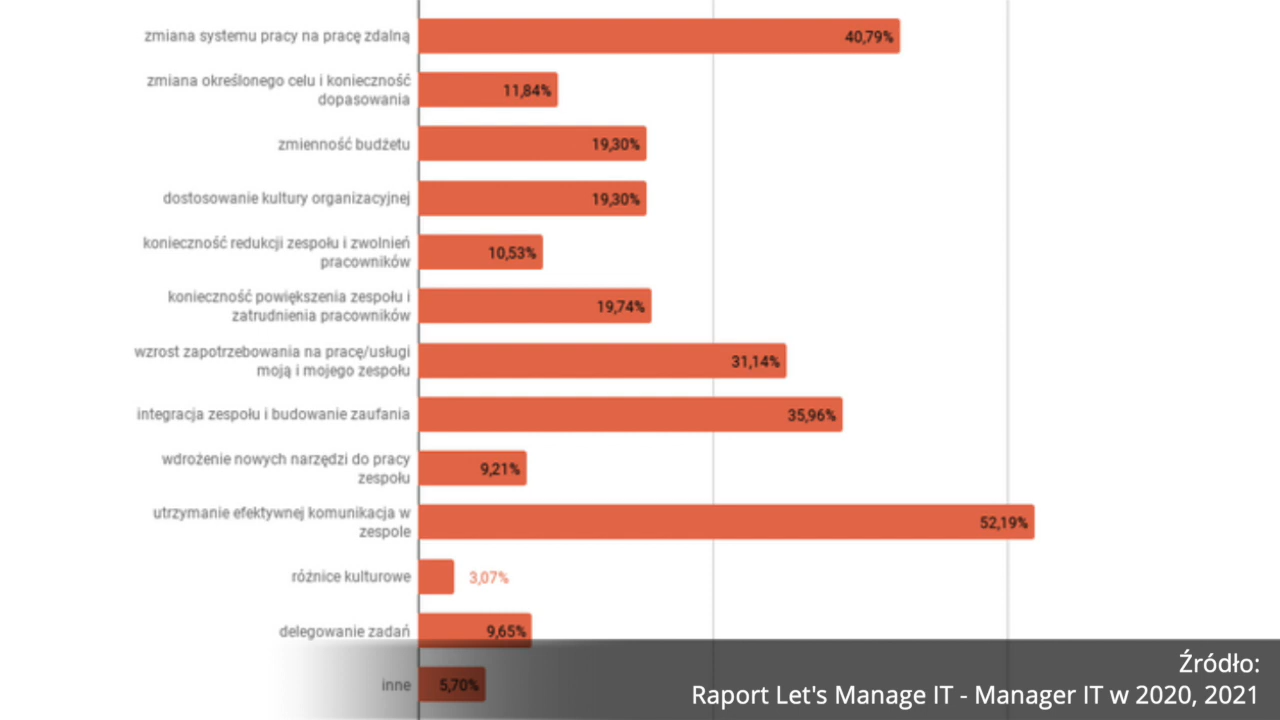 zmiana systemu pracy na pracę zdalną
40,79%
zmiana określonego celu i konieczność
dopasowania
11,84%
zmienność budżetu
19,30%
dostosowanie kultury organizacyjnej
19,30%
konieczność redukcji zespołu i zwolnień
pracowników
10,53%
konieczność powiększenia zespołu i
zatrudnienia pracowników
19,74%
wzrost zapotrzebowania na pracę/usługi
moją i mojego zespołu
31,14%
integracja zespołu i budowanie zaufania
35,96%
wdrożenie nowych narzędzi do pracy
zespołu
9,21%
utrzymanie efektywnej komunikacja w
zespole
52,19%
różnice kulturowe
3,07%
delegowanie zadań
9,65%
inne
5,70%
Źródło:
Raport Let's Manage IT - Manager IT w 2020, 2021